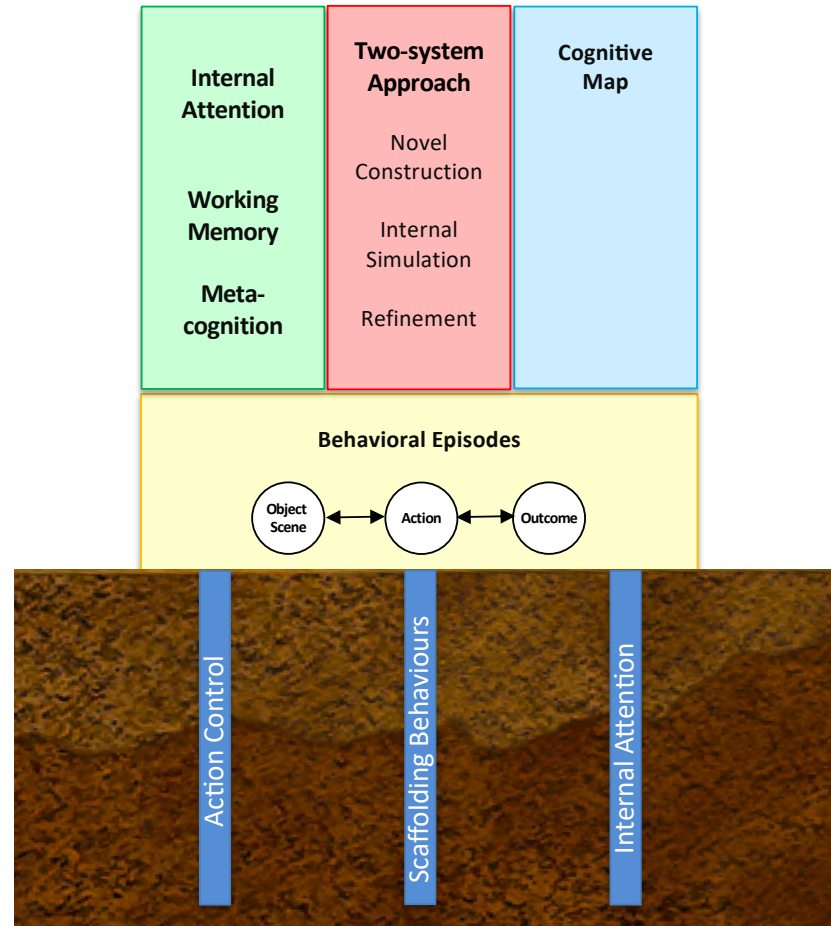 Internal
Attention
Working
Memory
Meta-
cognition
Two-system
Approach
Novel
Construction
Internal
Simulation
Refinement
Cognitive
Map
Behavioral Episodes
Object
Scene
Action
Outcome
Action Control
Scaffolding Behaviours
Internal Attention